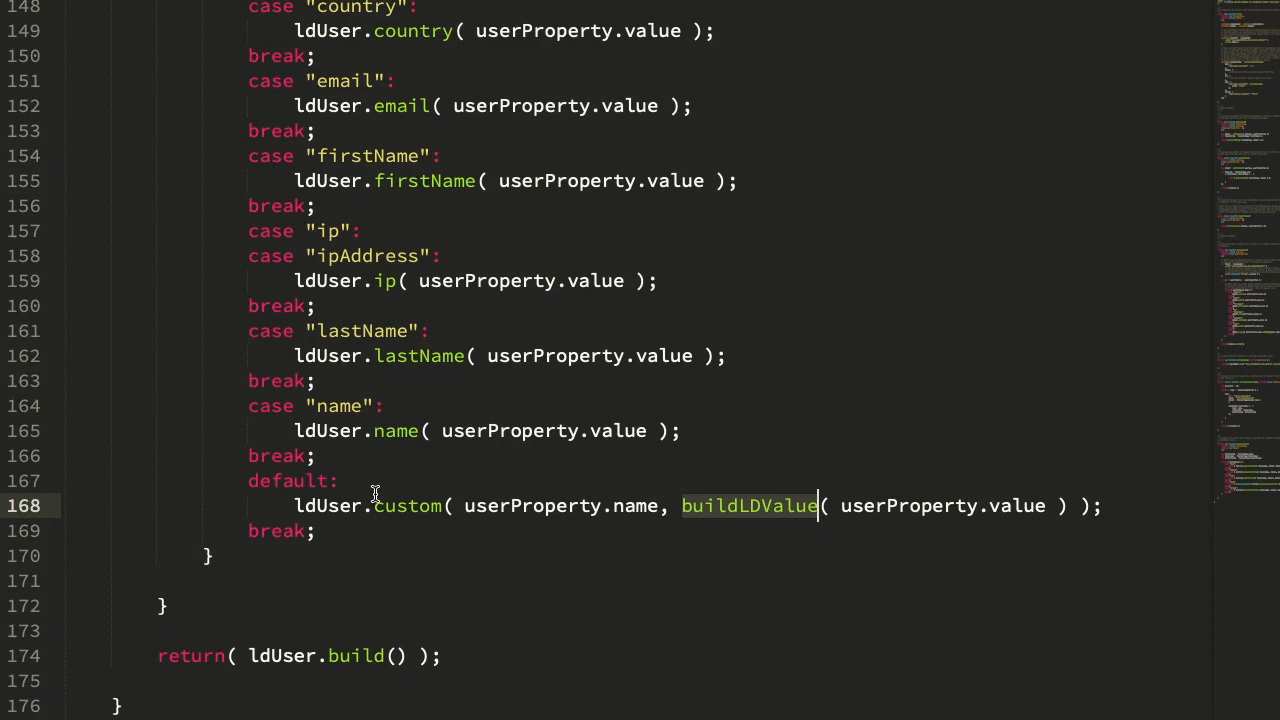 148 case "country":
149 ldUser.country( userProperty.value );
150 break;
151 case "email":
152 ldUser.email( userProperty.value );
153 break;
154 case "firstName":
155 ldUser.firstName( userProperty.value );
156 break;
157 case "ip":
158 case "ipAddress":
159 ldUser.ip( userProperty.value );
160 break;
161 case "lastName":
162 ldUser.lastName( userProperty.value );
163 break;
164 case "name":
165 ldUser.name( userProperty.value );
166 break;
167 default:
168 ldUser.custom( userProperty.name, buildLDValue( userProperty.value ) );
169 break;
170 }
171
172 }
173
174 return( ldUser.build() );
175
176 }